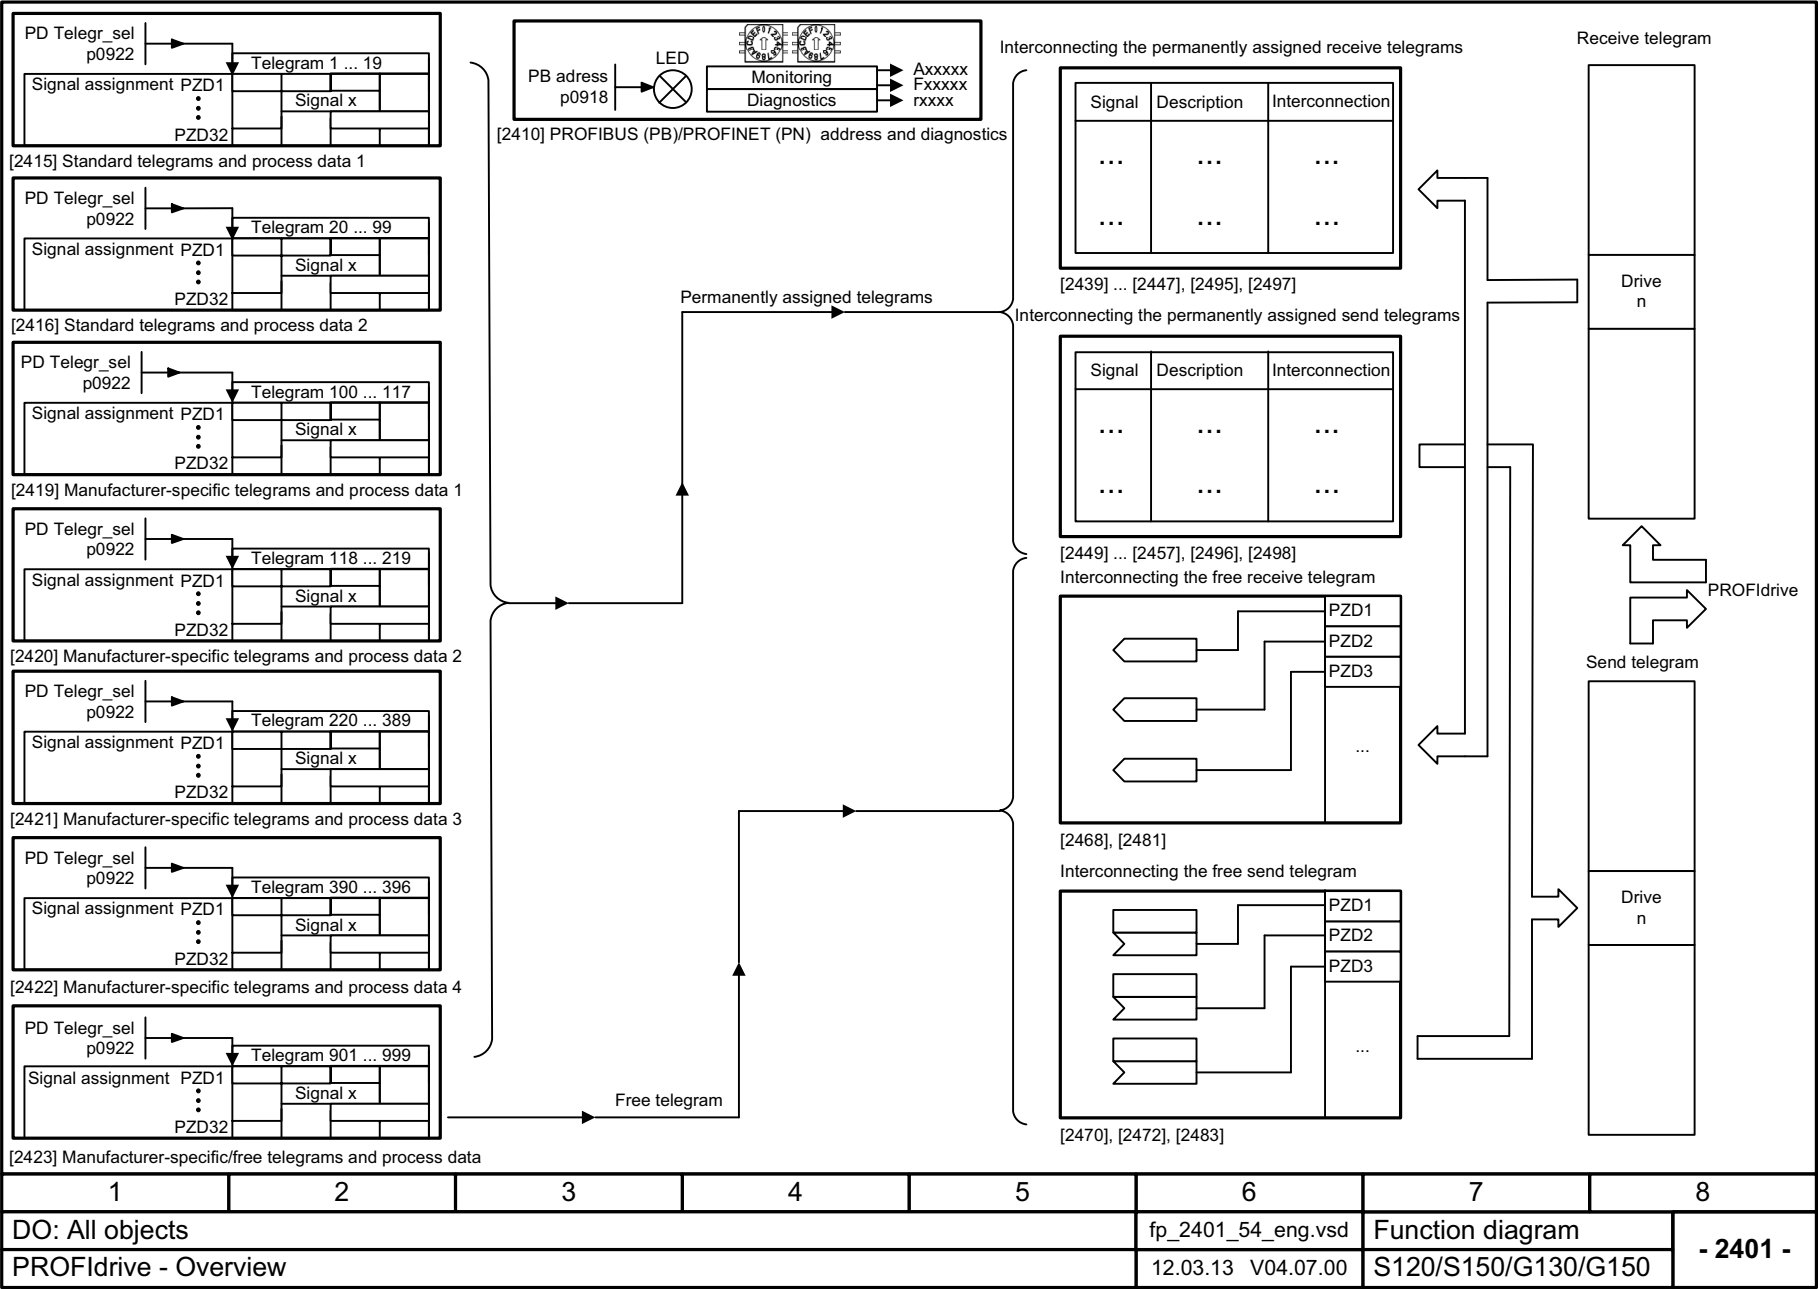 PD Telegr_sel
p0922
Telegram 1 ... 19
Signal assignment PZD1
Signal x
PZD32
[2415] Standard telegrams and process data 1
PD Telegr_sel
p0922
Telegram 20 ... 99
Signal assignment PZD1
Signal x
PZD32
[2416] Standard telegrams and process data 2
PD Telegr_sel
p0922
Telegram 100 ... 117
Signal assignment PZD1
Signal x
PZD32
[2419] Manufacturer-specific telegrams and process data 1
PD Telegr_sel
p0922
Telegram 118 ... 219
Signal assignment PZD1
Signal x
PZD32
[2420] Manufacturer-specific telegrams and process data 2
PD Telegr_sel
p0922
Telegram 220 ... 389
Signal assignment PZD1
Signal x
PZD32
[2421] Manufacturer-specific telegrams and process data 3
PD Telegr_sel
p0922
Telegram 390 ... 396
Signal assignment PZD1
Signal x
PZD32
[2422] Manufacturer-specific telegrams and process data 4
PD Telegr_sel
p0922
Telegram 901 ... 999
Signal assignment PZD1
Signal x
PZD32
[2423] Manufacturer-specific/free telegrams and process data
PB adress
p0918
LED
Monitoring
Diagnostics
Axxxxx
Fxxxxx
rxxxx
[2410] PROFIBUS (PB)/PROFINET (PN) address and diagnostics
Permanently assigned telegrams
Free telegram
Interconnecting the permanently assigned receive telegrams
Signal Description Interconnection
... ... ...
... ... ...
[2439] ... [2447], [2495], [2497]
Interconnecting the permanently assigned send telegrams
Signal Description Interconnection
... ... ...
... ... ...
[2449] ... [2457], [2496], [2498]
Interconnecting the free receive telegram
PZD1
PZD2
PZD3
...
[2468], [2481]
Interconnecting the free send telegram
PZD1
PZD2
PZD3
...
[2470], [2472], [2483]
Receive telegram
Drive
n
PROFIdrive
Send telegram
Drive
n
1 2 3 4 5 6 7 8
DO: All objects
fp_2401_54_eng.vsd
Function diagram
- 2401 -
PROFIdrive - Overview
12.03.13 V04.07.00
S120/S150/G130/G150